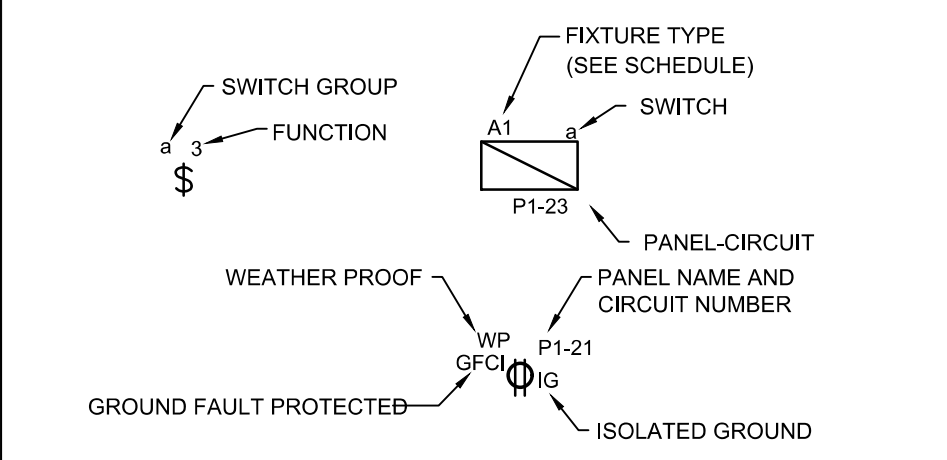 FIXTURE TYPE
(SEE SCHEDULE)
SWITCH GROUP
SWITCH
FUNCTION
a 3
$
A1 a
P1-23
PANEL-CIRCUIT
WEATHER PROOF
PANEL NAME AND
CIRCUIT NUMBER
WP
P1-21
GFCI
IG
GROUND FAULT PROTECTED
ISOLATED GROUND